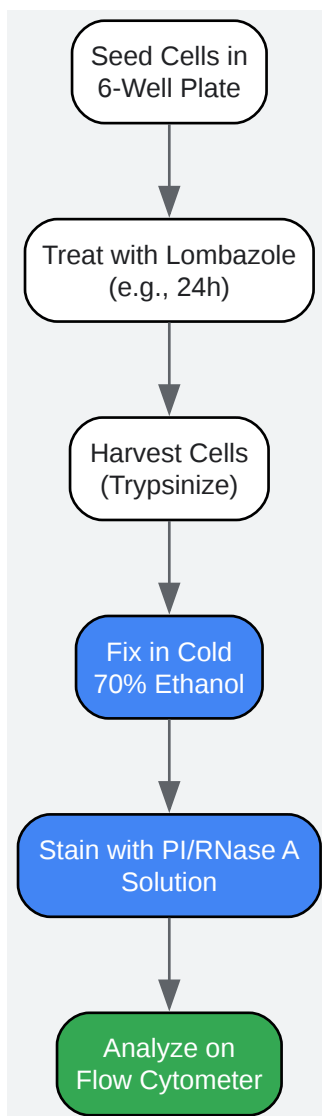 Seed Cells in
6-Well Plate
Treat with Lombazole
(e.g., 24h)
Harvest Cells
(Trypsinize)
Fix in Cold
70% Ethanol
Stain with PI/RNase A
Solution
Analyze on
Flow Cytometer